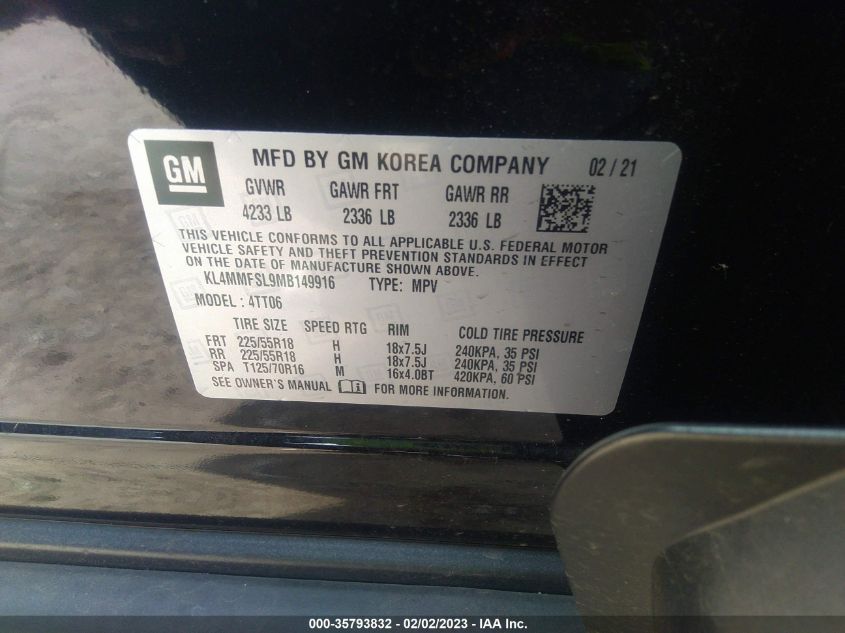 GM
MFD BY GM KOREA COMPANY 02/21
GVWR GAWR FRT GAWR RR
4233 LB 2336 LB 2336 LB
THIS VEHICLE CONFORMS TO ALL APPLICABLE U.S. FEDERAL MOTOR
VEHICLE SAFETY AND THEFT PREVENTION STANDARDS IN EFFECT
ON THE DATE OF MANUFACTURE SHOWN ABOVE.
KL4MMFSL9MB149916 TYPE: MPV
MODEL: 4TT06
TIRE SIZE SPEED RTG RIM COLD TIRE PRESSURE
FRT 225/55R18 H 18x7.5J 240KPA, 35 PSI
RR 225/55R18 H 18x7.5J 240KPA, 35 PSI
SPA T125/70R16 M 16x4.0BT 420KPA, 60 PSI
SEE OWNER'S MANUAL FOR MORE INFORMATION.
000-35793832 - 02/02/2023 - IAA Inc.